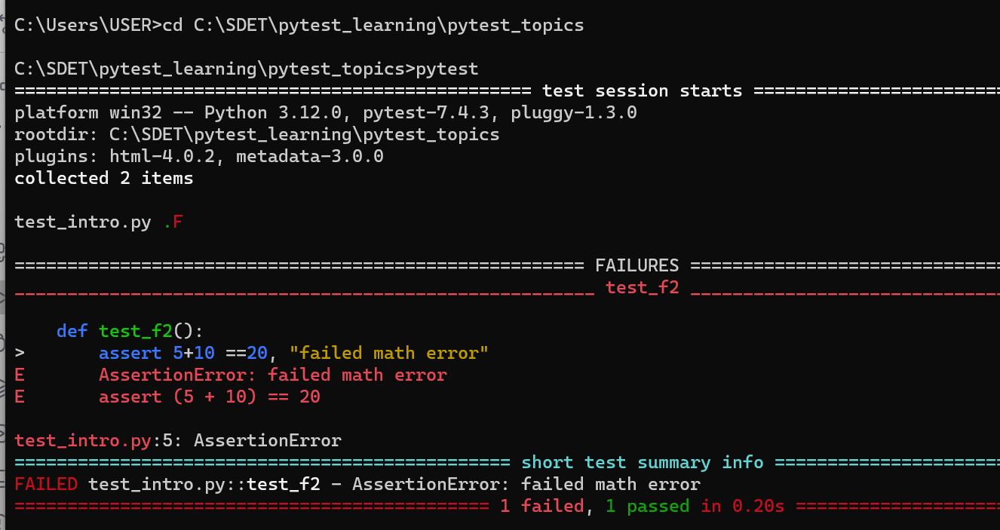 C:\Users\USER>cd C:\SDET\pytest_learning\pytest_topics
C:\SDET\pytest_learning\pytest_topics>pytest
================================================= test session starts =======================
platform win32 -- Python 3.12.0, pytest-7.4.3, pluggy-1.3.0
rootdir: C:\SDET\pytest_learning\pytest_topics
plugins: html-4.0.2, metadata-3.0.0
collected 2 items
test_intro.py .F
====================================================== FAILURES =============================
_______________________________________________________ test_f2 _____________________________
def test_f2():
>       assert 5+10 ==20, "failed math error"
E       AssertionError: failed math error
E       assert (5 + 10) == 20
test_intro.py:5: AssertionError
=============================================== short test summary info =====================
FAILED test_intro.py::test_f2 - AssertionError: failed math error
============================================= 1 failed, 1 passed in 0.20s ===================